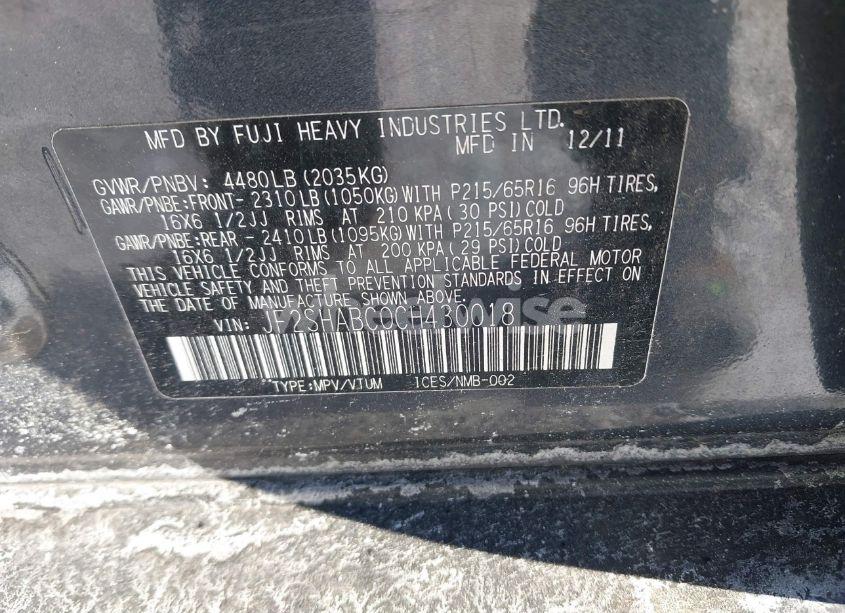 MFD BY FUJI HEAVY INDUSTRIES LTD.
MFD IN 12/11
GVWR/PNBV: 4480LB (2035KG)
GAWR/PNBE:FRONT- 2310LB (1050KG) WITH P215/65R16 96H TIRES,
16X6 1/2JJ RIMS AT 210 KPA (30 PSI) COLD
GAWR/PNBE:REAR - 2410LB (1095KG) WITH P215/65R16 96H TIRES,
16X6 1/2JJ RIMS AT 200 KPA (29 PSI) COLD
THIS VEHICLE CONFORMS TO ALL APPLICABLE FEDERAL MOTOR
VEHICLE SAFETY AND THEFT PREVENTION STANDARDS IN EFFECT ON
THE DATE OF MANUFACTURE SHOWN ABOVE.
VIN: JF2SHABC0CH430018
TYPE:MPV/VTUM ICES/NMB-002